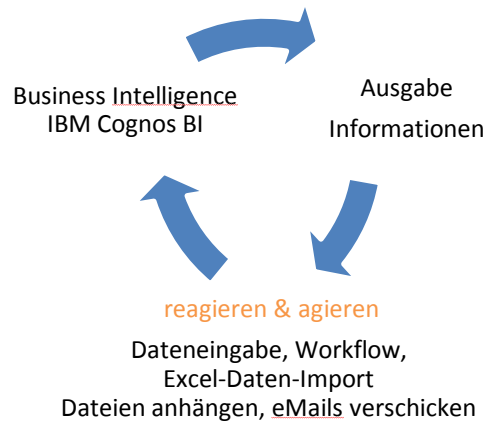 Business Intelligence
IBM Cognos BI
Ausgabe
Informationen
reagieren & agieren
Dateneingabe, Workflow,
Excel-Daten-Import
Dateien anhängen, eMails verschicken